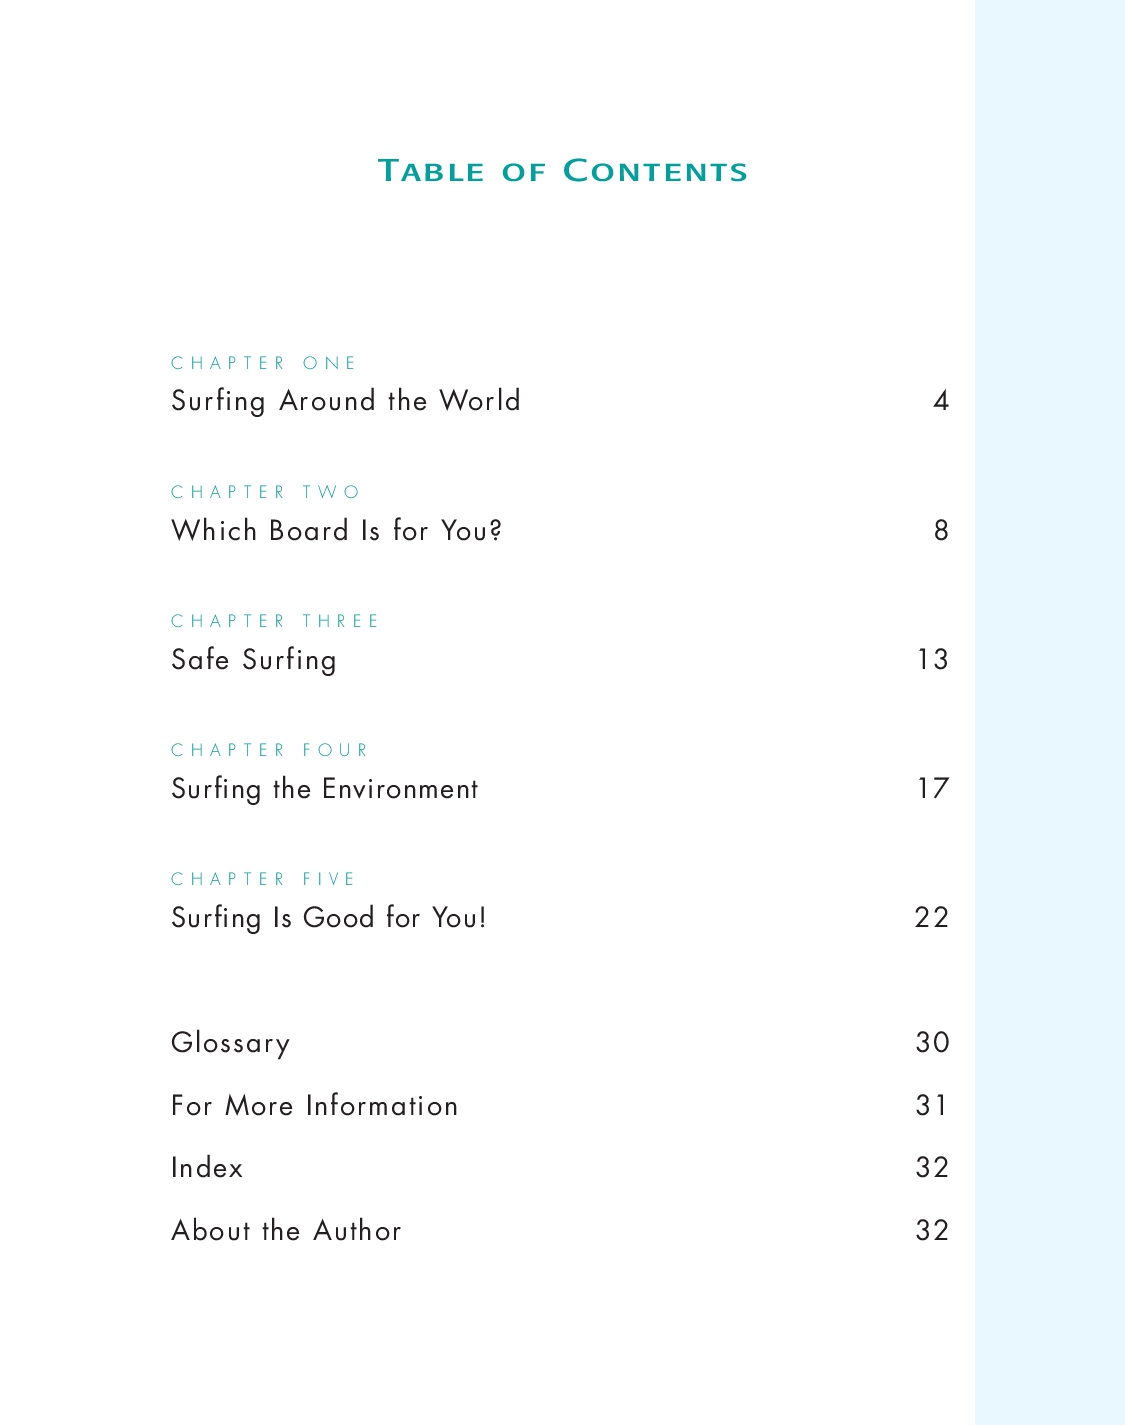 Table of Contents
CHAPTER ONE
Surfing Around the World 4
CHAPTER TWO
Which Board Is for You? 8
CHAPTER THREE
Safe Surfing 13
CHAPTER FOUR
Surfing the Environment 17
CHAPTER FIVE
Surfing Is Good for You! 22
Glossary 30
For More Information 31
Index 32
About the Author 32